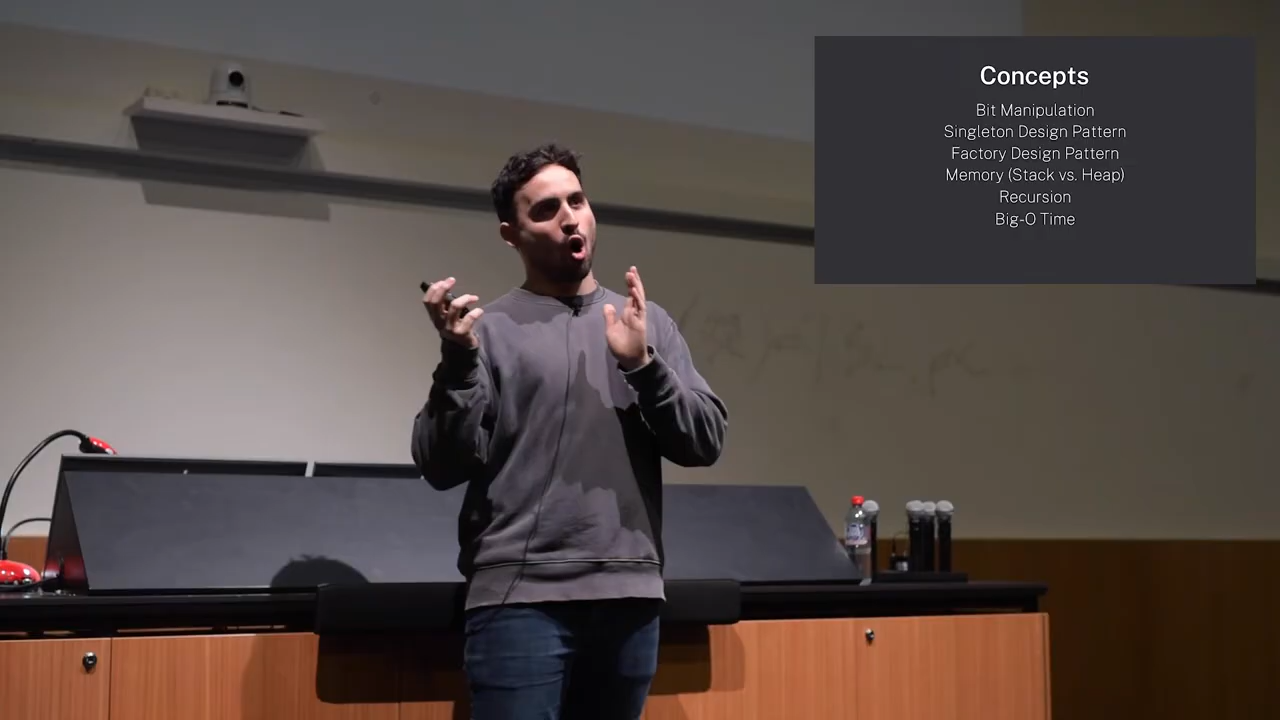 Concepts
Bit Manipulation
Singleton Design Pattern
Factory Design Pattern
Memory (Stack vs. Heap)
Recursion
Big-O Time